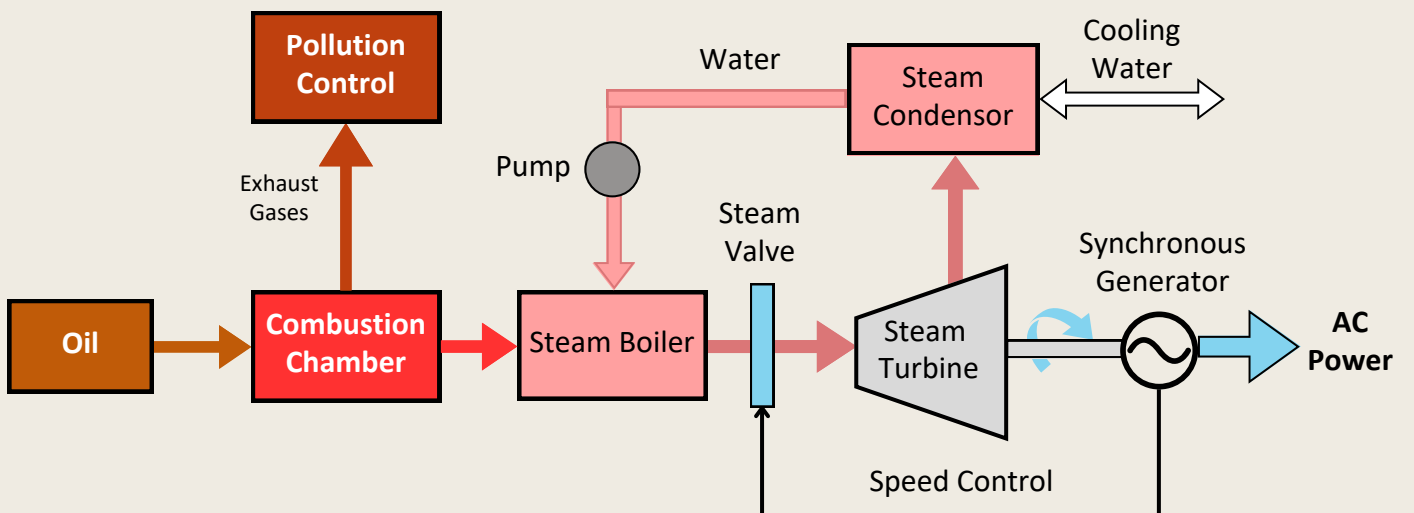 Pollution
Control
Water
Steam
Condensor
Cooling
Water
Exhaust
Gases
Pump
Steam
Valve
Synchronous
Generator
Oil
Combustion
Chamber
Steam Boiler
Steam
Turbine
AC
Power
Speed Control